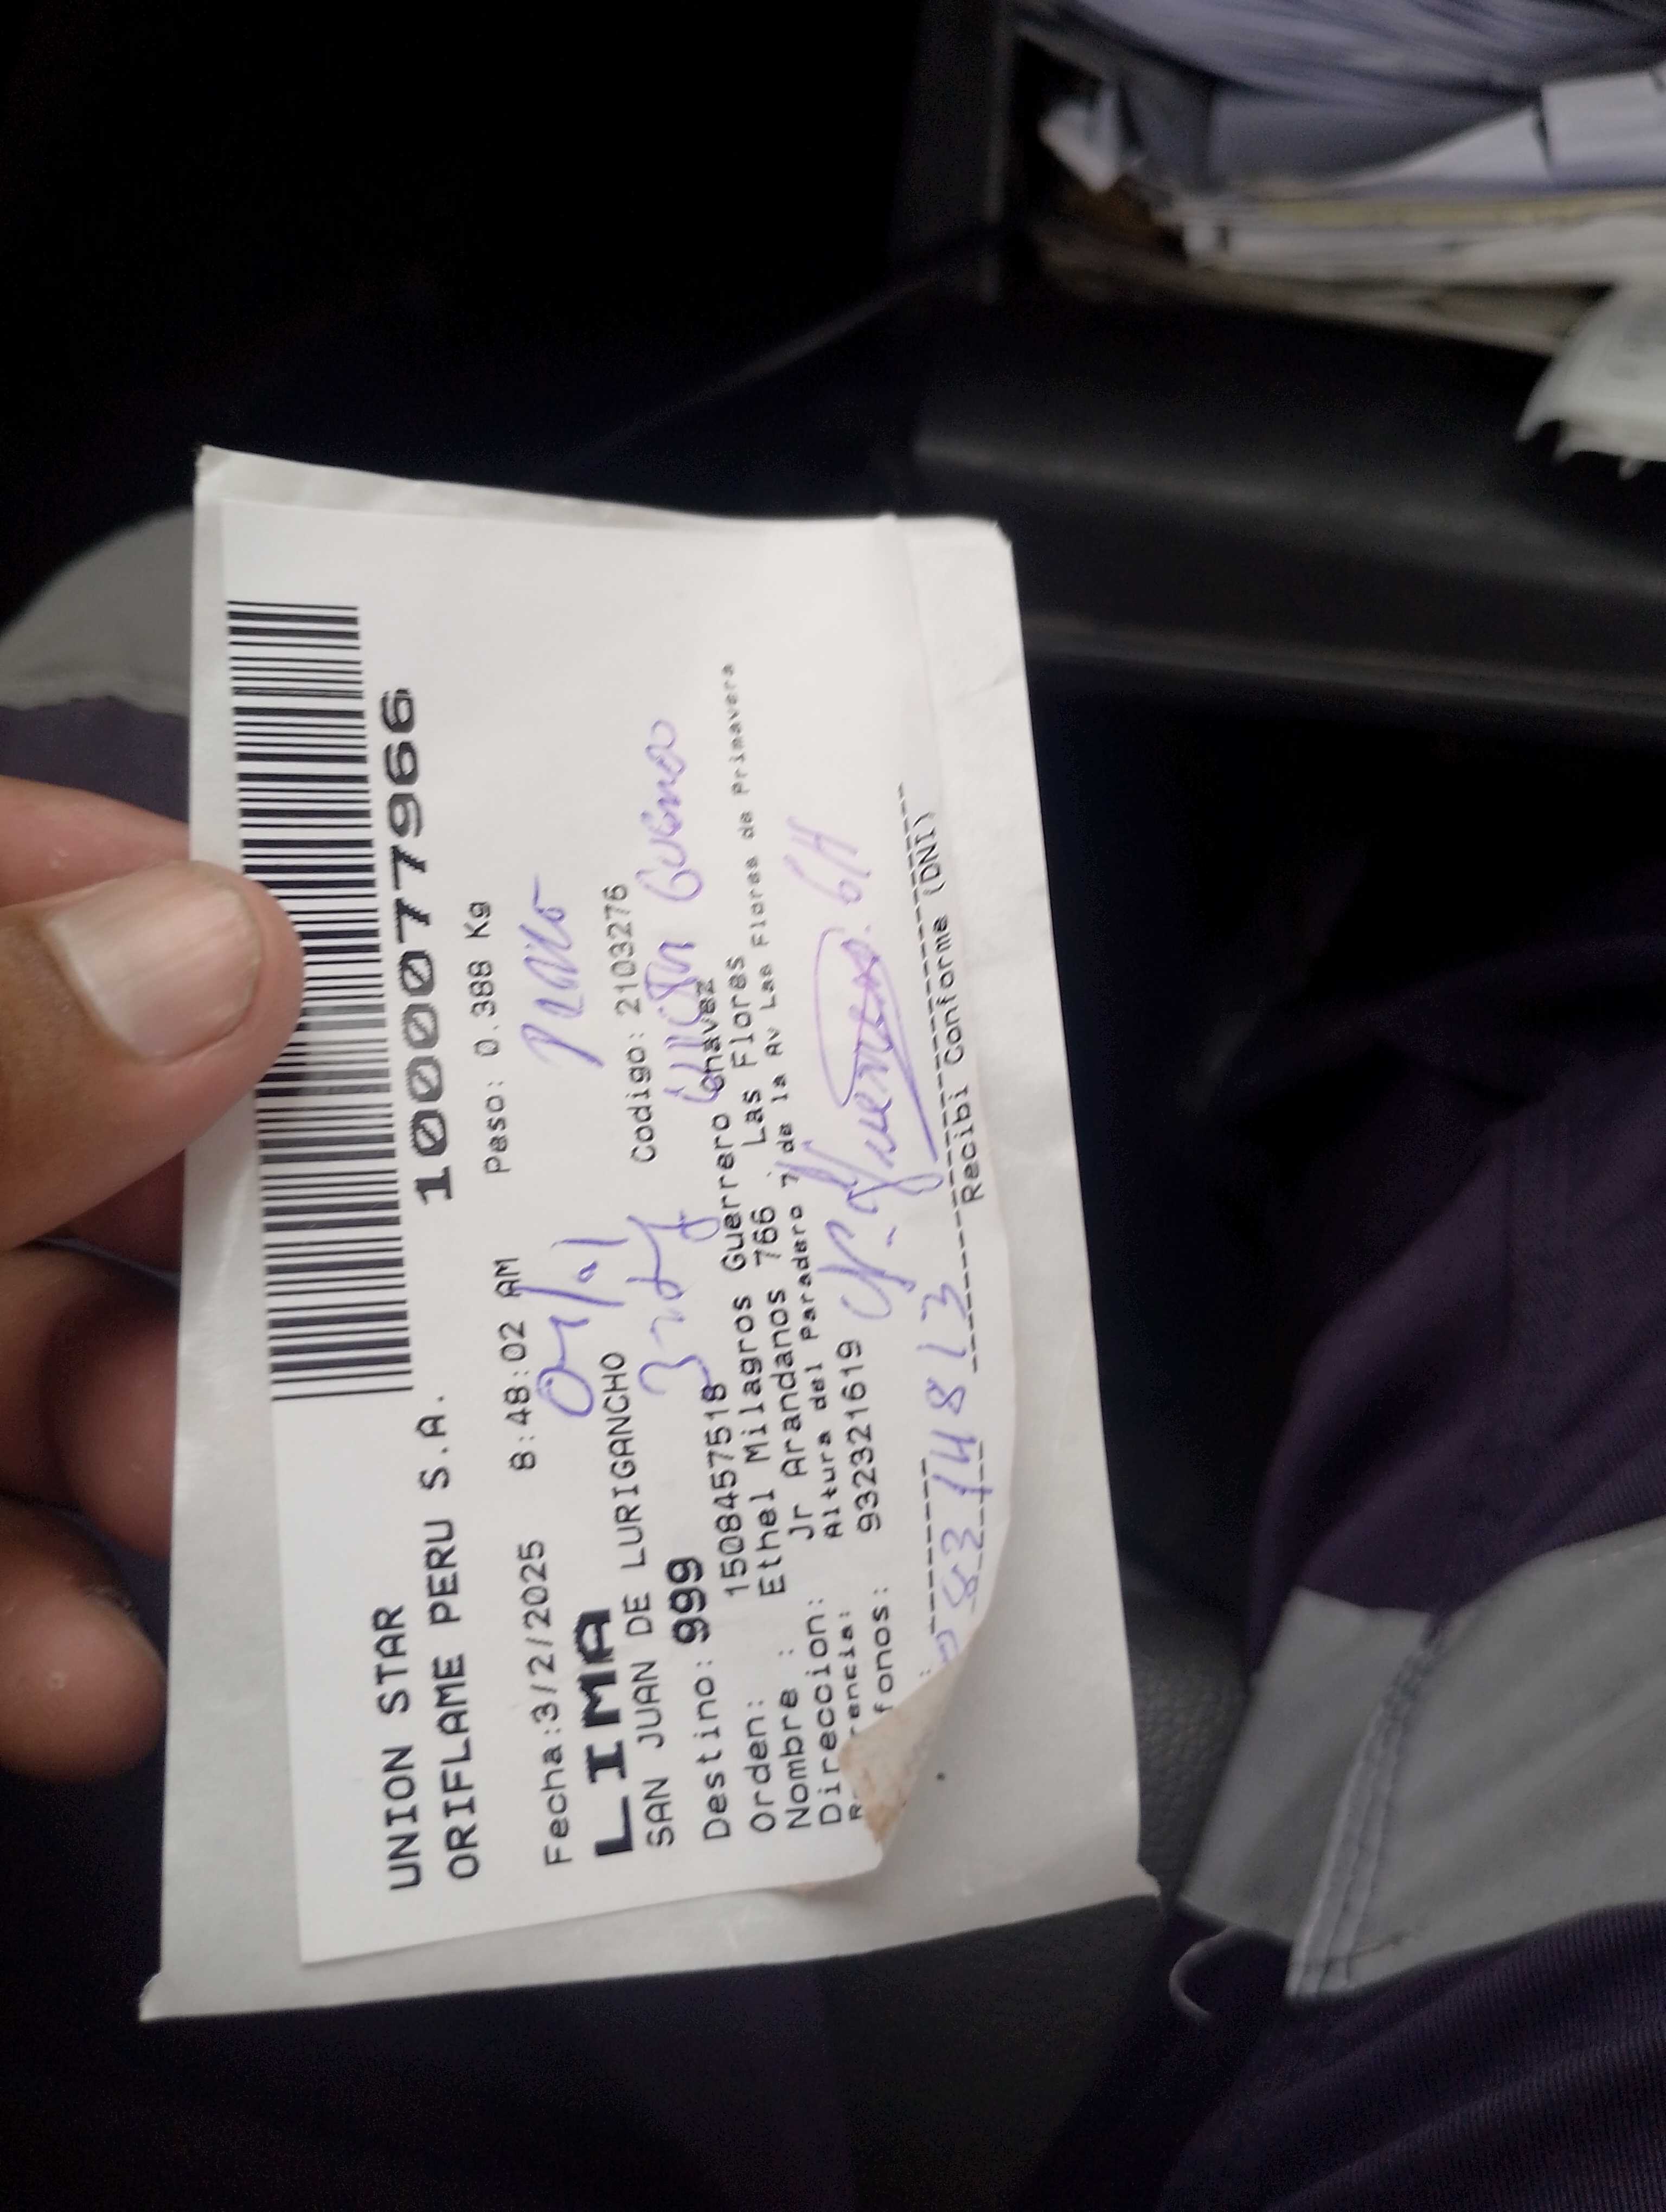 UNION STAR
ORIFLAME PERU S.A.
1000077966
Fecha:3/2/2025 8:48:02 AM Peso: 0.388 Kg
LIMA
SAN JUAN DE LURIGANCHO Codigo: 2103276
Destino: 999
Orden: 1508457518
Nombre : Ethel Milagros Guerrero Chavez
Direccion: Jr Arandanos 766 Las Flores
Altura del Paradero 7 de la Av Las Flores de Primavera
fonos: 932321619
Recibi Conforme (DNI)